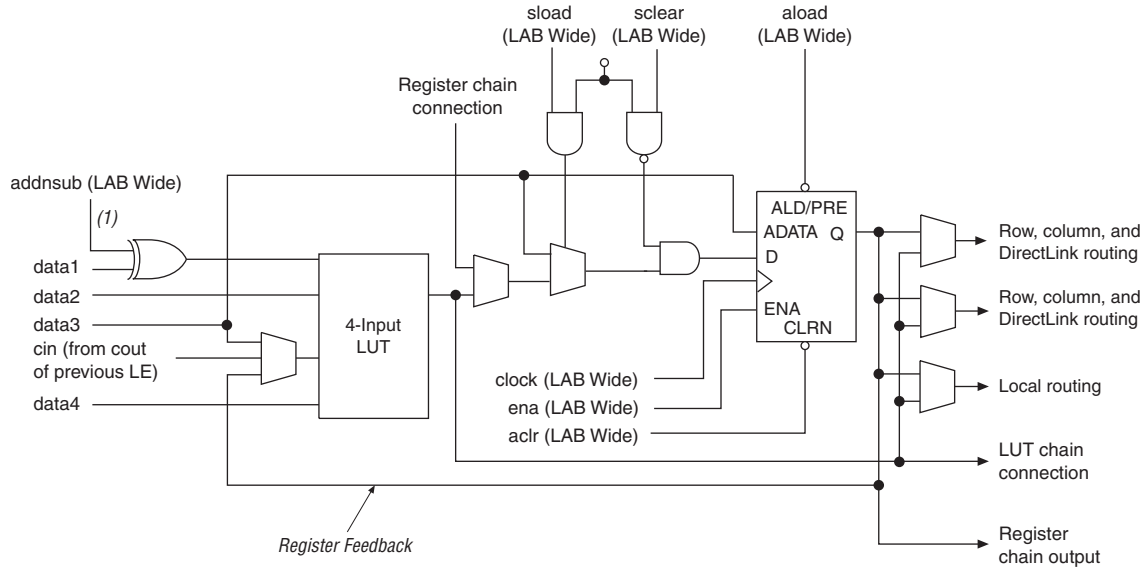 sload
(LAB Wide)
sclear
(LAB Wide)
aload
(LAB Wide)
Register chain
connection
addnsub (LAB Wide)
(1)
data1
data2
data3
cin (from cout
of previous LE)
data4
4-Input
LUT
ALD/PRE
ADATA
Q
D
ENA
CLRN
clock (LAB Wide)
ena (LAB Wide)
aclr (LAB Wide)
Row, column, and
DirectLink routing
Row, column, and
DirectLink routing
Local routing
LUT chain
connection
Register
chain output
Register Feedback